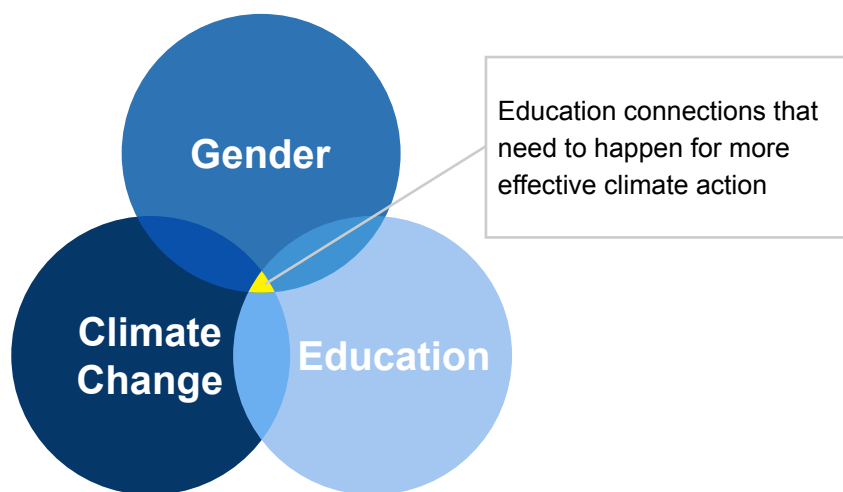 Gender
Education connections that
need to happen for more
effective climate action
Climate
Change
Education